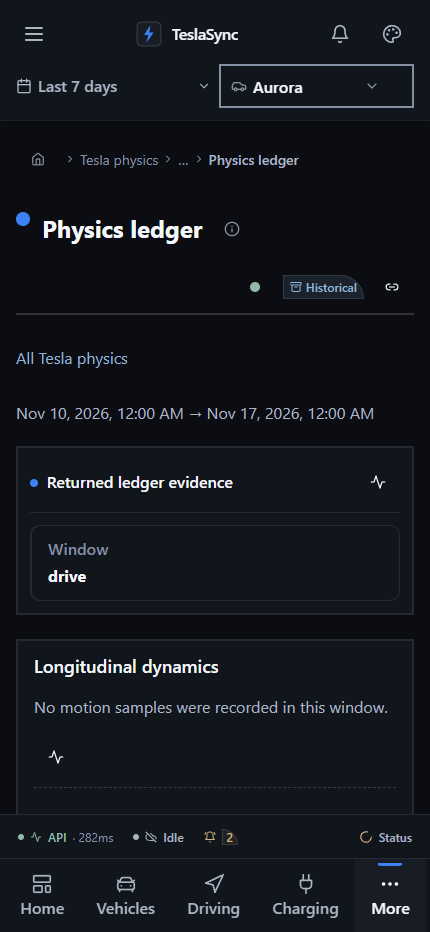 TeslaSync
Last 7 days
Aurora
Tesla physics
...
Physics ledger
Physics ledger
Historical
All Tesla physics
Nov 10, 2026, 12:00 AM → Nov 17, 2026, 12:00 AM
Returned ledger evidence
Window
drive
Longitudinal dynamics
No motion samples were recorded in this window.
API · 282ms
Idle
2
Status
Home
Vehicles
Driving
Charging
More